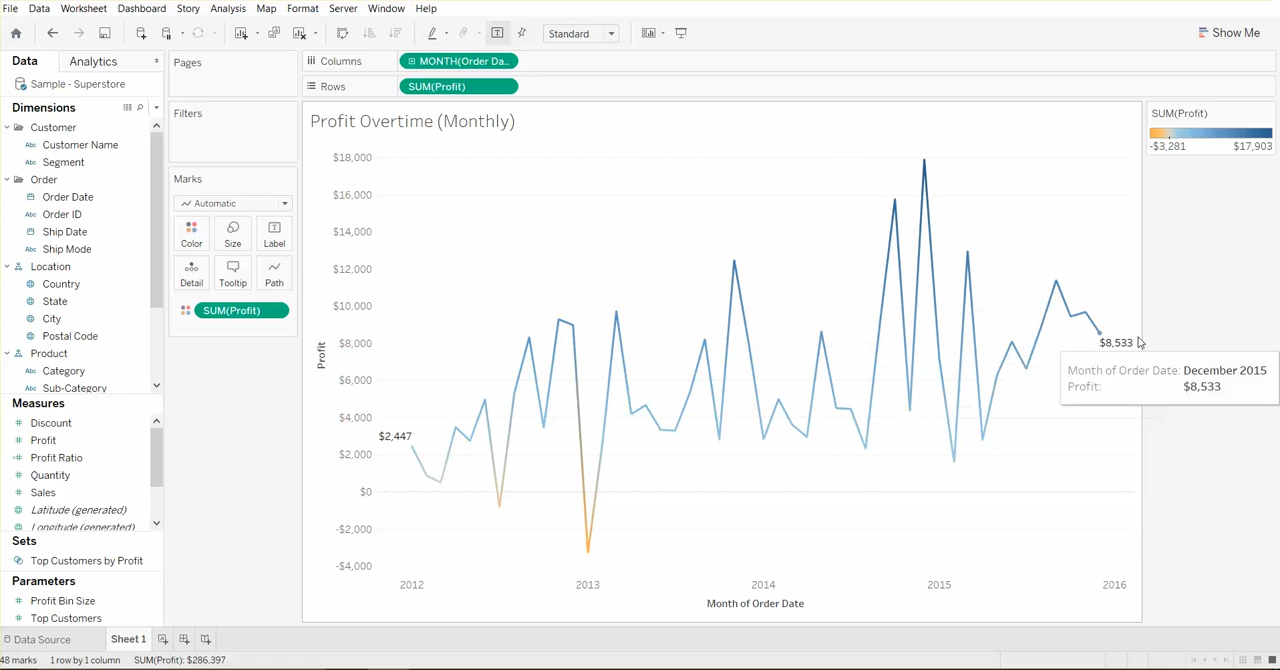 File Data Worksheet Dashboard Story Analysis Map Format Server Window Help
Standard
Show Me
Data Analytics
Sample - Superstore
Dimensions
Customer
Abc Customer Name
Abc Segment
Order
Order Date
Abc Order ID
Ship Date
Abc Ship Mode
Location
Country
State
City
Postal Code
Product
Abc Category
Abc Sub-Category
Measures
# Discount
# Profit
=# Profit Ratio
# Quantity
# Sales
Latitude (generated)
Longitude (generated)
Sets
Top Customers by Profit
Parameters
# Profit Bin Size
# Top Customers
Pages
Filters
Marks
Automatic
Color Size Label
Detail Tooltip Path
SUM(Profit)
Columns MONTH(Order Da..
Rows SUM(Profit)
Profit Overtime (Monthly)
$18,000
$16,000
$14,000
$12,000
$10,000
$8,000
$6,000
$4,000
$2,000
$0
-$2,000
-$4,000
Profit
$2,447
$8,533
Month of Order Date: December 2015
Profit: $8,533
2012 2013 2014 2015 2016
Month of Order Date
SUM(Profit)
-$3,281 $17,903
Data Source Sheet 1
48 marks 1 row by 1 column SUM(Profit): $286.397